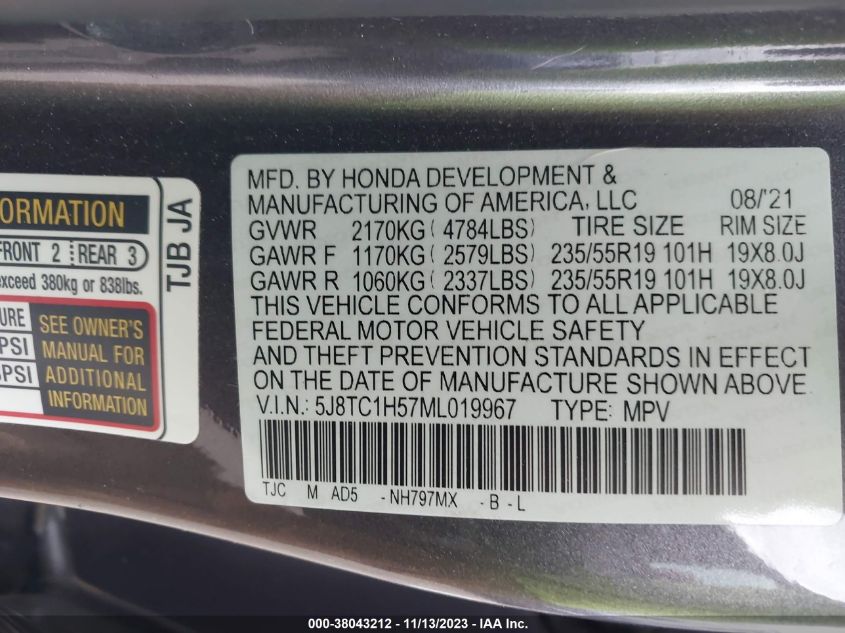 ORMATION
FRONT 2 REAR 3
exceed 380kg or 838lbs.
URE
PSI
PSI
SEE OWNER'S
MANUAL FOR
ADDITIONAL
INFORMATION
TJB JA
MFD. BY HONDA DEVELOPMENT &
MANUFACTURING OF AMERICA, LLC 08/'21
GVWR 2170KG( 4784LBS) TIRE SIZE RIM SIZE
GAWR F 1170KG( 2579LBS) 235/55R19 101H 19X8.0J
GAWR R 1060KG( 2337LBS) 235/55R19 101H 19X8.0J
THIS VEHICLE CONFORMS TO ALL APPLICABLE
FEDERAL MOTOR VEHICLE SAFETY
AND THEFT PREVENTION STANDARDS IN EFFECT
ON THE DATE OF MANUFACTURE SHOWN ABOVE.
V.I.N.: 5J8TC1H57ML019967 TYPE: MPV
TJC M AD5 -NH797MX -B-L
000-38043212 - 11/13/2023 - IAA Inc.